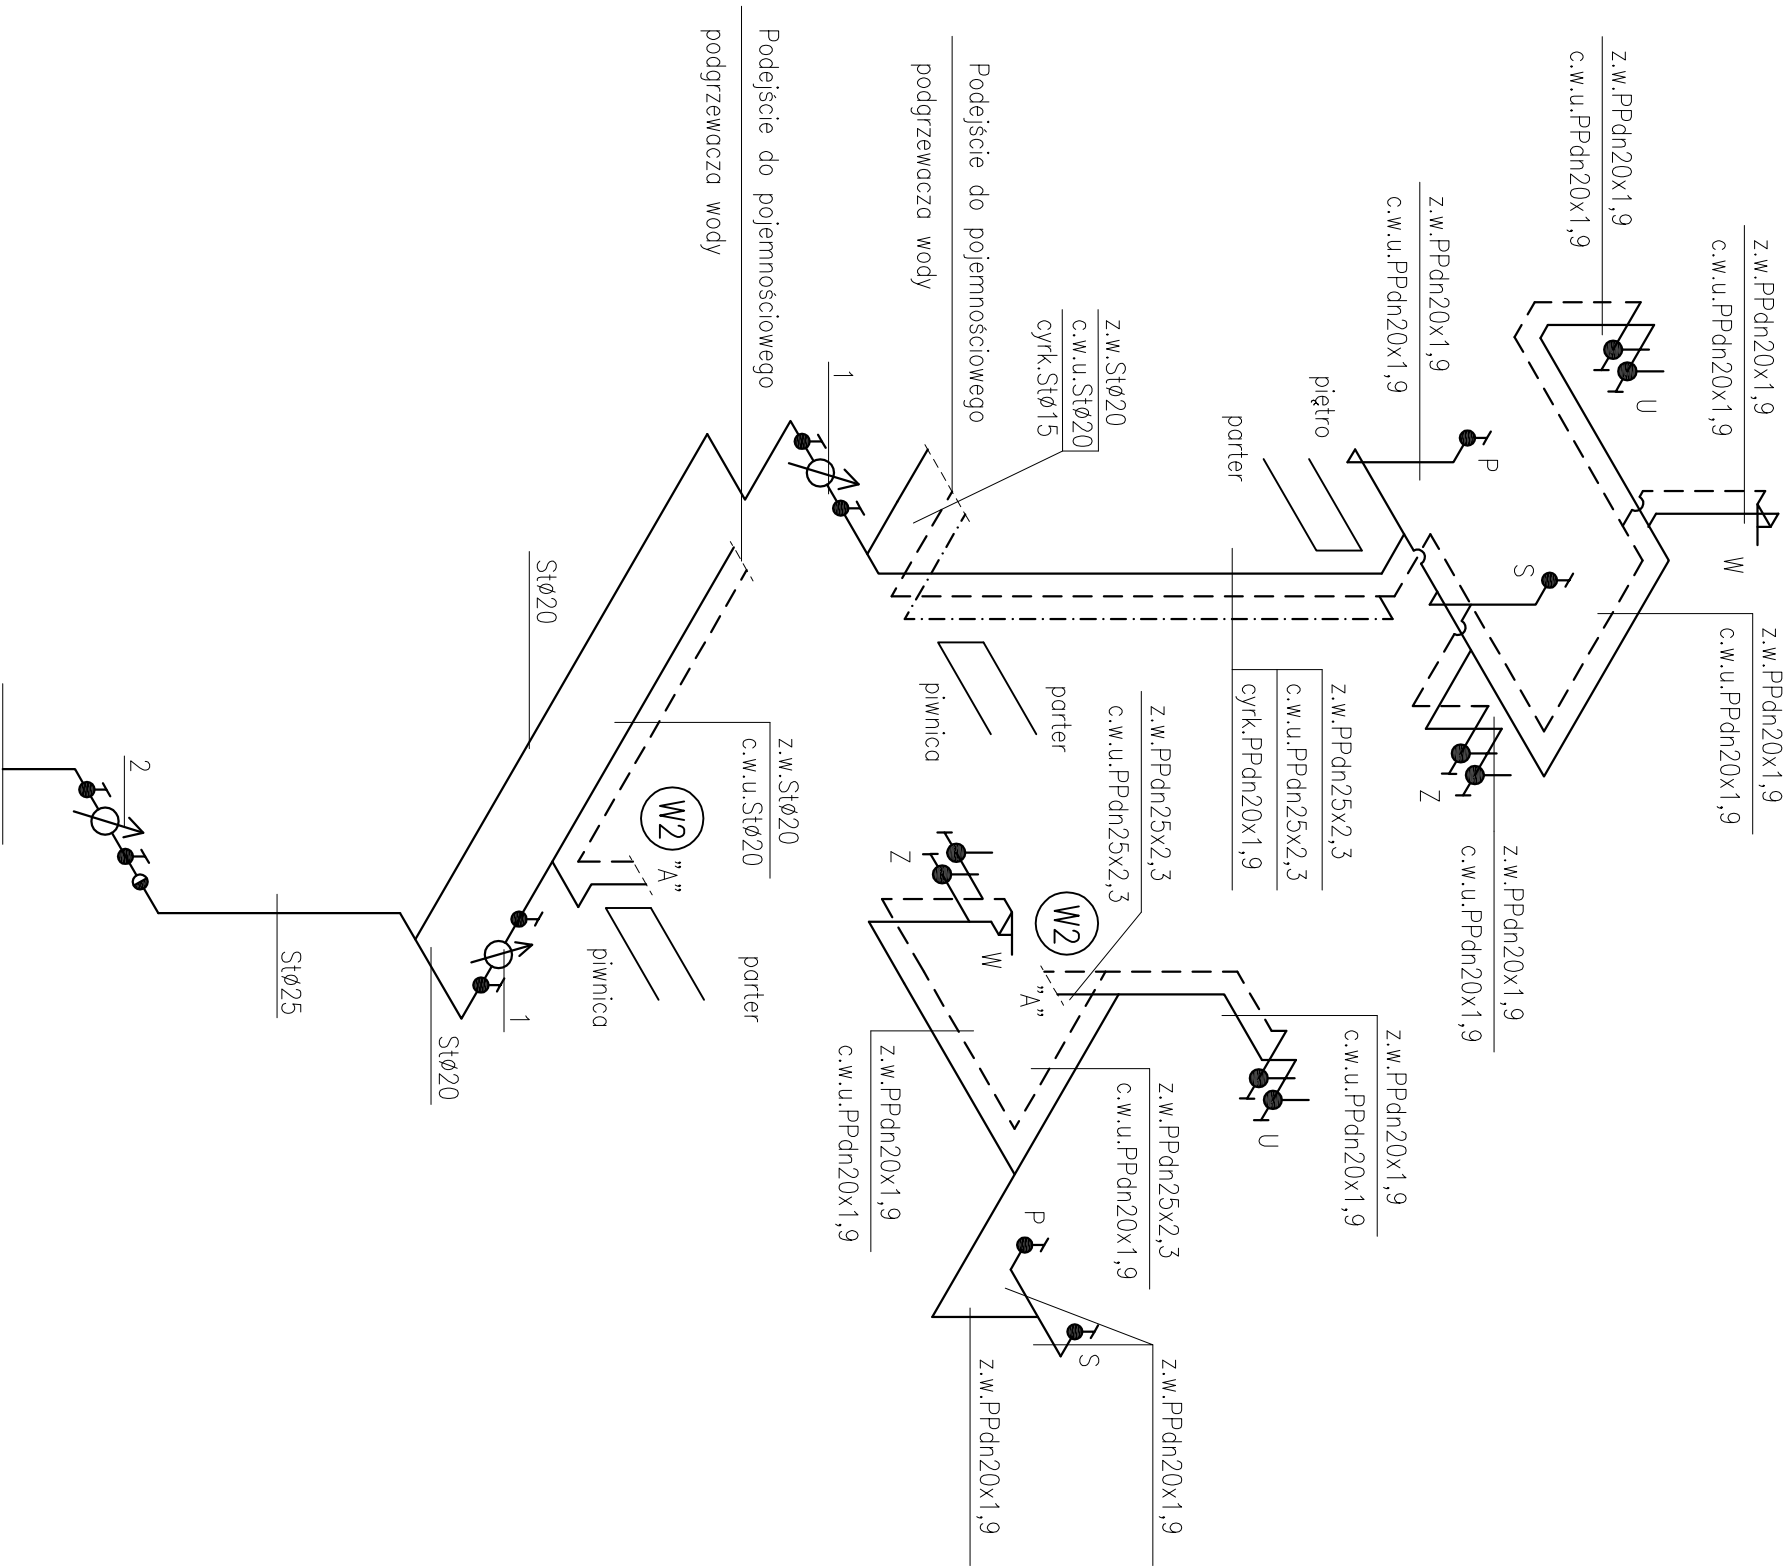 z.w.PPdn20x1,9
c.w.u.PPdn20x1,9
z.w.PPdn20x1,9
c.w.u.PPdn20x1,9
U
W
z.w.PPdn20x1,9
c.w.u.PPdn20x1,9
z.w.PPdn20x1,9
c.w.u.PPdn20x1,9
P
S
Z
z.w.PPdn20x1,9
c.w.u.PPdn20x1,9
piętro
parter
z.w.PPdn25x2,3
c.w.u.PPdn25x2,3
cyrk.PPdn20x1,9
z.w.Stø20
c.w.u.Stø20
cyrk.Stø15
Podejście do pojemnościowego
podgrzewacza wody
parter
piwnica
1
Podejście do pojemnościowego
podgrzewacza wody
z.w.PPdn20x1,9
c.w.u.PPdn20x1,9
U
z.w.PPdn25x2,3
c.w.u.PPdn25x2,3
W2
"A"
Z
W
z.w.PPdn25x2,3
c.w.u.PPdn20x1,9
z.w.PPdn20x1,9
c.w.u.PPdn20x1,9
P
S
z.w.PPdn20x1,9
z.w.PPdn20x1,9
z.w.Stø20
c.w.u.Stø20
W2
"A"
parter
piwnica
Stø20
1
Stø20
Stø25
2